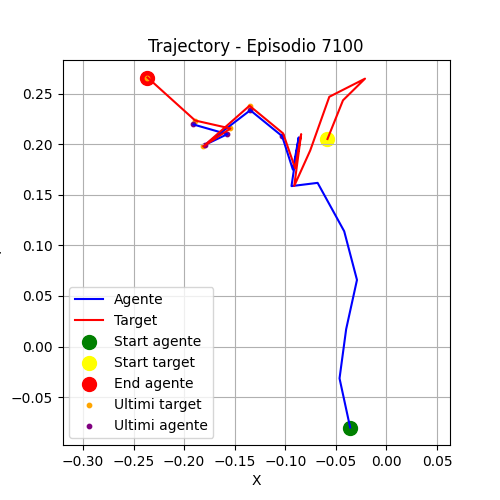 Trajectory - Episodio 7100
0.25
0.20
0.15
0.10
0.05
0.00
−0.05
Agente
Target
Start agente
Start target
End agente
Ultimi target
Ultimi agente
−0.30 −0.25 −0.20 −0.15 −0.10 −0.05 0.00 0.05
X